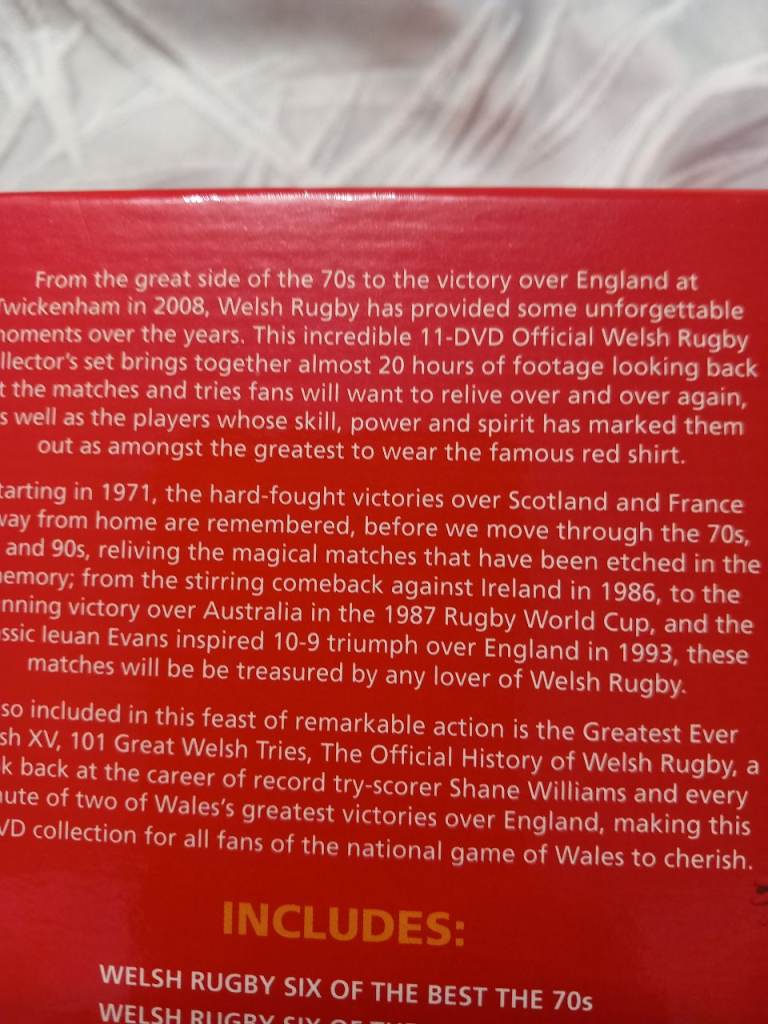 From the great side of the 70s to the victory over England at
Twickenham in 2008, Welsh Rugby has provided some unforgettable
moments over the years. This incredible 11-DVD Official Welsh Rugby
llector's set brings together almost 20 hours of footage looking back
t the matches and tries fans will want to relive over and over again,
s well as the players whose skill, power and spirit has marked them
out as amongst the greatest to wear the famous red shirt.
tarting in 1971, the hard-fought victories over Scotland and France
way from home are remembered, before we move through the 70s,
and 90s, reliving the magical matches that have been etched in the
emory; from the stirring comeback against Ireland in 1986, to the
nning victory over Australia in the 1987 Rugby World Cup, and the
ssic Ieuan Evans inspired 10-9 triumph over England in 1993, these
matches will be be treasured by any lover of Welsh Rugby.
so included in this feast of remarkable action is the Greatest Ever
sh XV, 101 Great Welsh Tries, The Official History of Welsh Rugby, a
k back at the career of record try-scorer Shane Williams and every
nute of two of Wales's greatest victories over England, making this
VD collection for all fans of the national game of Wales to cherish.
INCLUDES:
WELSH RUGBY SIX OF THE BEST THE 70s
WELSH RUGBY SIX OF THE